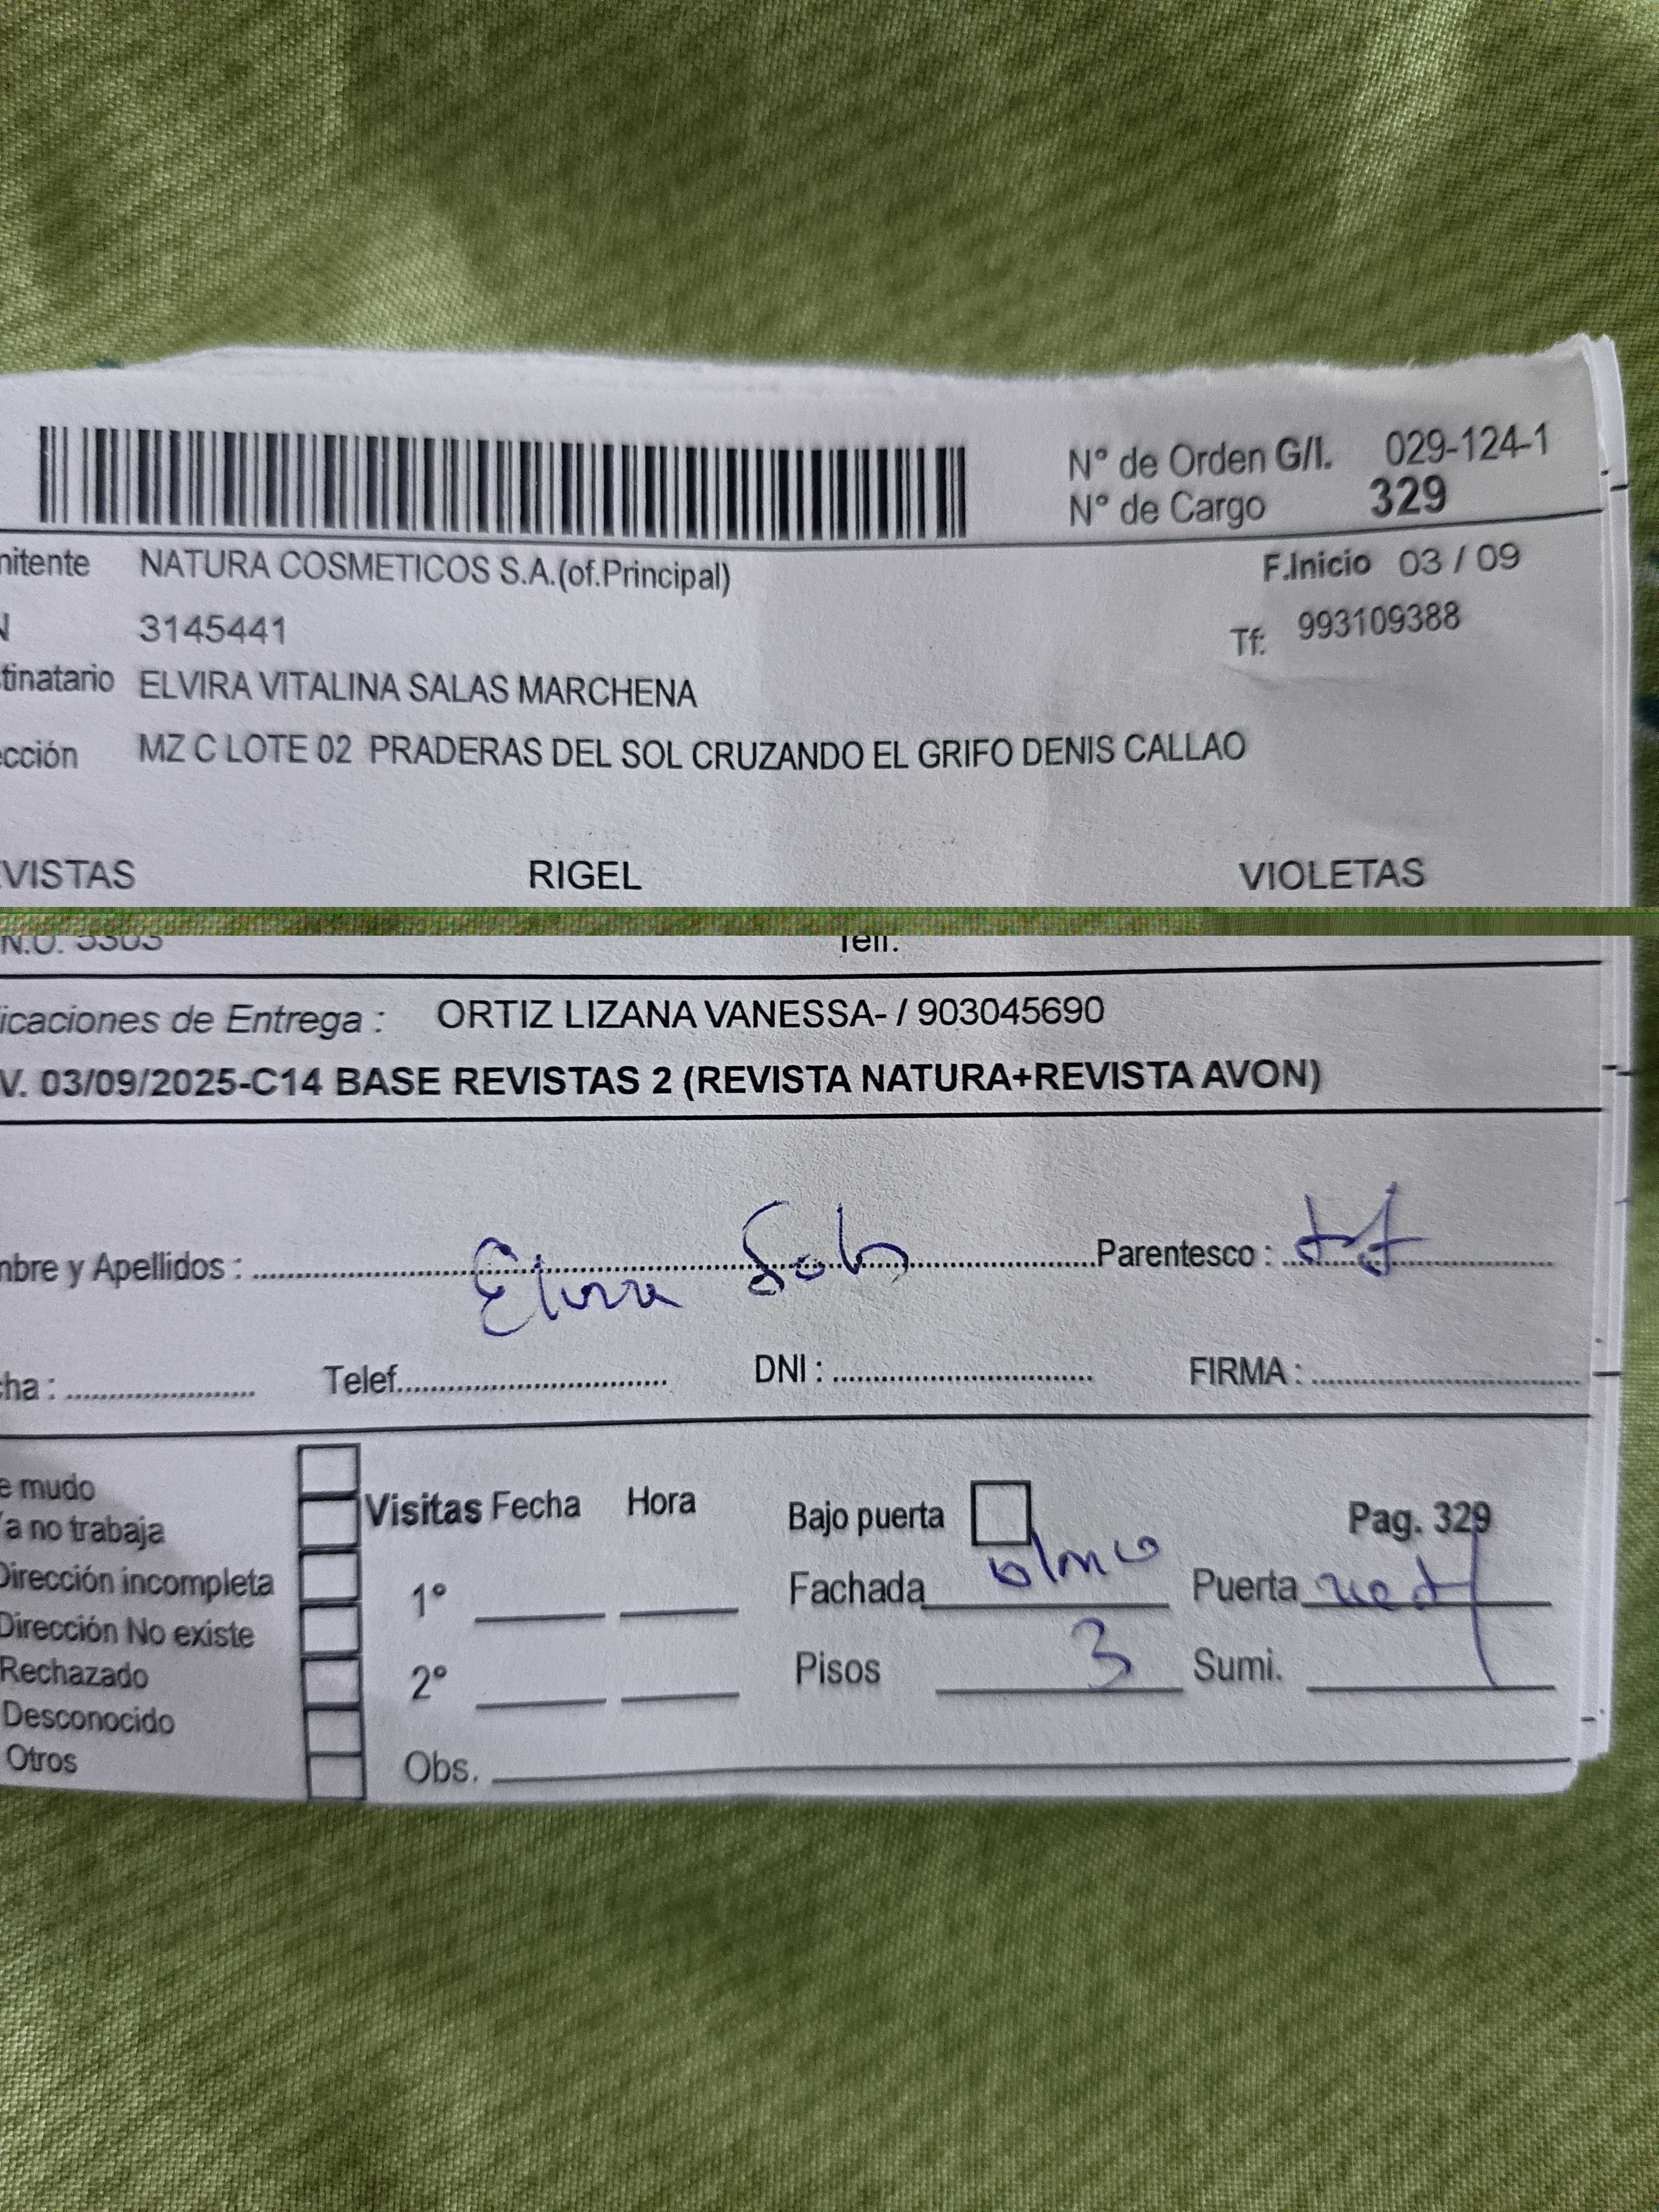 N° de Orden G/I. 029-124-1
N° de Cargo 329
mitente NATURA COSMETICOS S.A.(of.Principal) F.Inicio 03 / 09
N 3145441 Tf: 993109388
tinatario ELVIRA VITALINA SALAS MARCHENA
cción MZ C LOTE 02 PRADERAS DEL SOL CRUZANDO EL GRIFO DENIS CALLAO
VISTAS RIGEL VIOLETAS
icaciones de Entrega : ORTIZ LIZANA VANESSA- / 903045690
V. 03/09/2025-C14 BASE REVISTAS 2 (REVISTA NATURA+REVISTA AVON)
mbre y Apellidos : Elvira Parentesco :
cha : Telef. DNI : FIRMA :
e mudo
Ya no trabaja Visitas Fecha Hora Bajo puerta Pag. 329
Dirección incompleta 1° Fachada blanco Puerta
Dirección No existe
Rechazado 2° Pisos 3 Sumi.
Desconocido
Otros Obs.